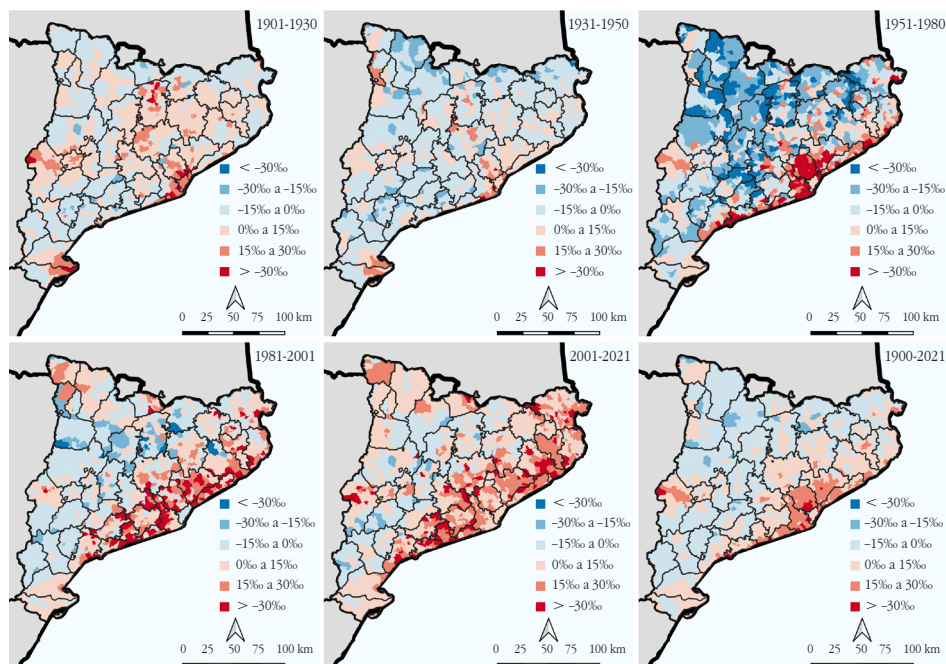 1901-1930
< –30‰
–30‰ a –15‰
–15‰ a 0‰
0‰ a 15‰
15‰ a 30‰
> –30‰
0 25 50 75 100 km
1931-1950
< –30‰
–30‰ a –15‰
–15‰ a 0‰
0‰ a 15‰
15‰ a 30‰
> –30‰
0 25 50 75 100 km
1951-1980
< –30‰
–30‰ a –15‰
–15‰ a 0‰
0‰ a 15‰
15‰ a 30‰
> –30‰
0 25 50 75 100 km
1981-2001
< –30‰
–30‰ a –15‰
–15‰ a 0‰
0‰ a 15‰
15‰ a 30‰
> –30‰
0 25 50 75 100 km
2001-2021
< –30‰
–30‰ a –15‰
–15‰ a 0‰
0‰ a 15‰
15‰ a 30‰
> –30‰
0 25 50 75 100 km
1900-2021
< –30‰
–30‰ a –15‰
–15‰ a 0‰
0‰ a 15‰
15‰ a 30‰
> –30‰
0 25 50 75 100 km